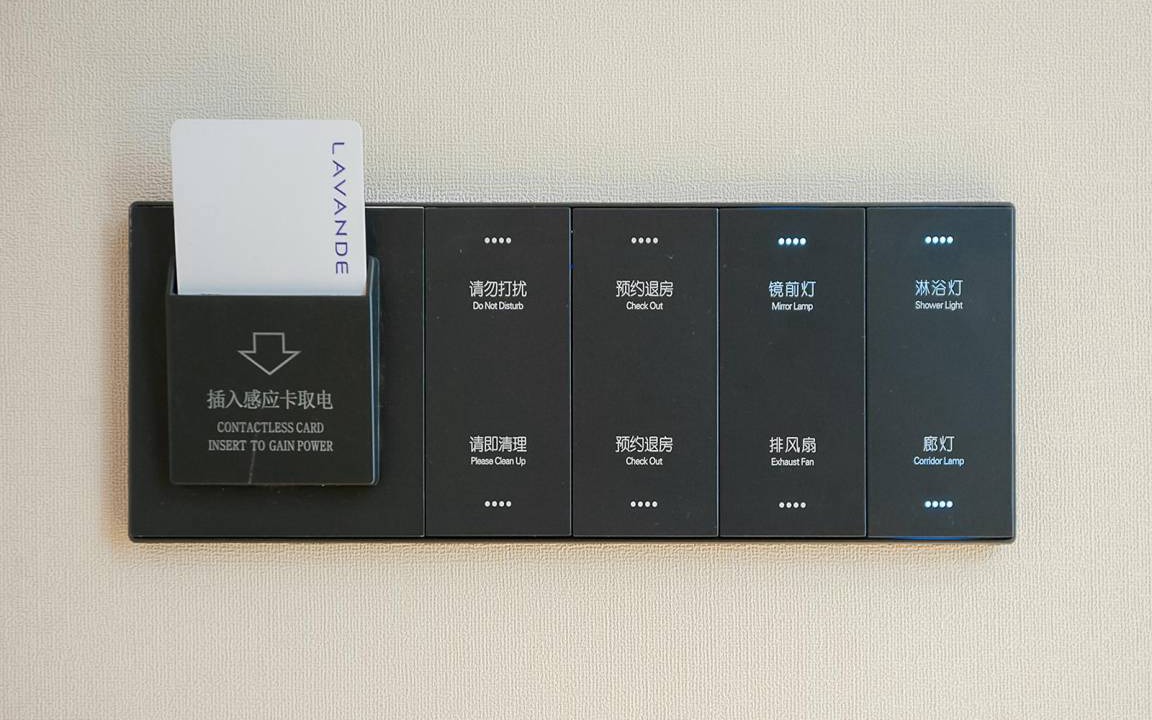 LAVANDE
插入感应卡取电
CONTACTLESS CARD
INSERT TO GAIN POWER
请勿打扰
Do Not Disturb
请即清理
Please Clean Up
预约退房
Check Out
预约退房
Check Out
镜前灯
Mirror Lamp
排风扇
Exhaust Fan
淋浴灯
Shower Light
廊灯
Corridor Lamp